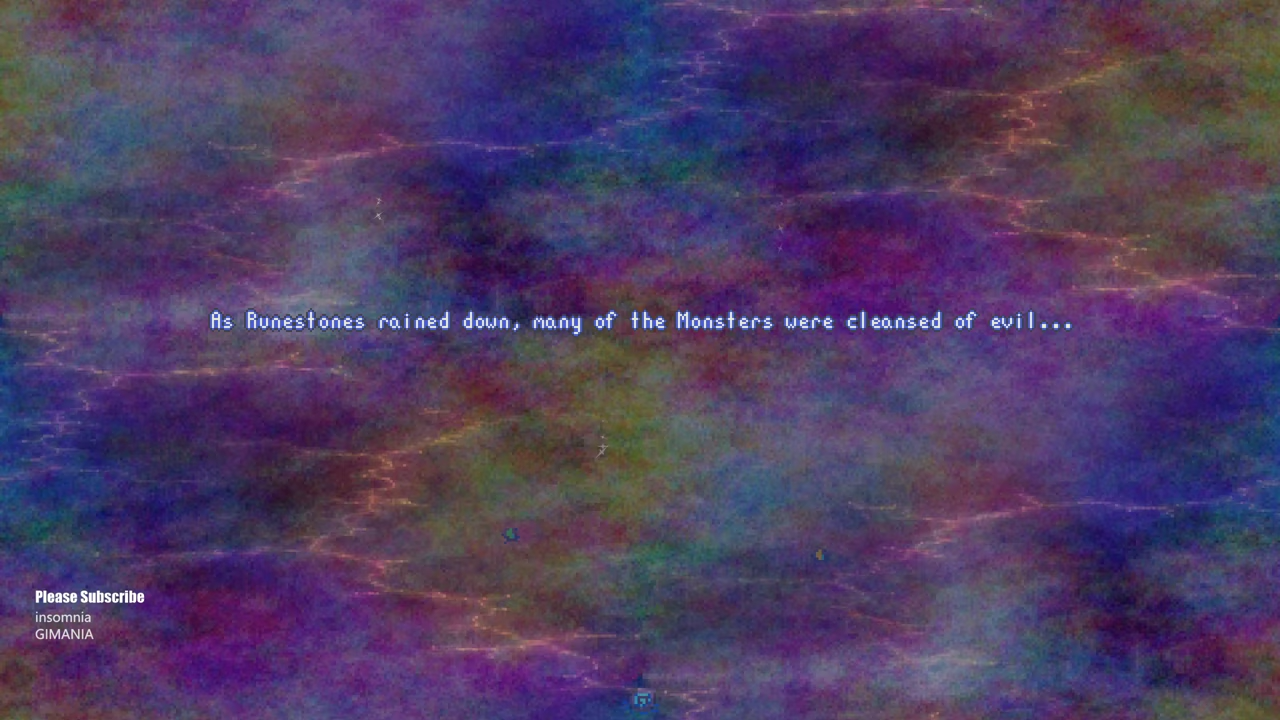 As Runestones rained down, many of the Monsters were cleansed of evil...
Please Subscribe
insomnia
GIMANIA